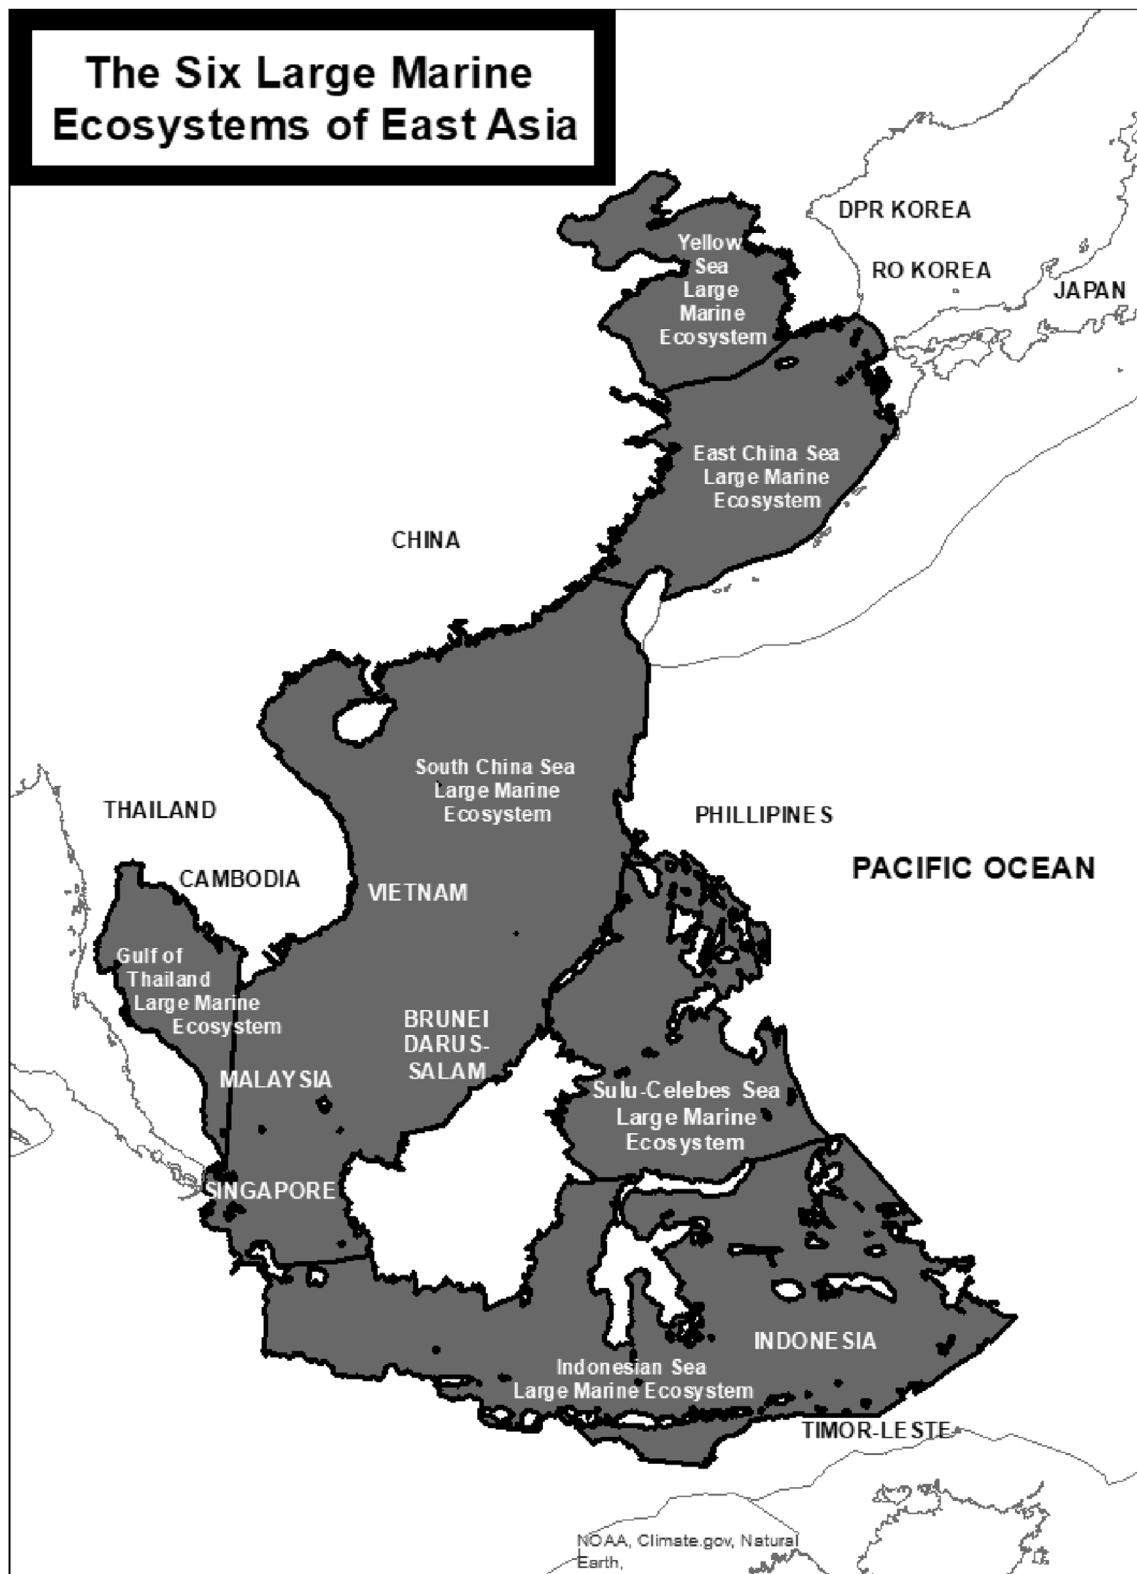 The Six Large Marine
Ecosystems of East Asia
DPR KOREA
Yellow
Sea
Large
Marine
Ecosystem
RO KOREA
JAPAN
East China Sea
Large Marine
Ecosystem
CHINA
South China Sea
Large Marine
Ecosystem
THAILAND
PHILLIPINES
PACIFIC OCEAN
CAMBODIA
VIETNAM
Gulf of
Thailand
Large Marine
Ecosystem
BRUNEI
DARUS-
SALAM
MALAYSIA
Sulu-Celebes Sea
Large Marine
Ecosystem
SINGAPORE
INDONESIA
Indonesian Sea
Large Marine Ecosystem
TIMOR-LESTE
NOAA, Climate.gov, Natural
Earth,